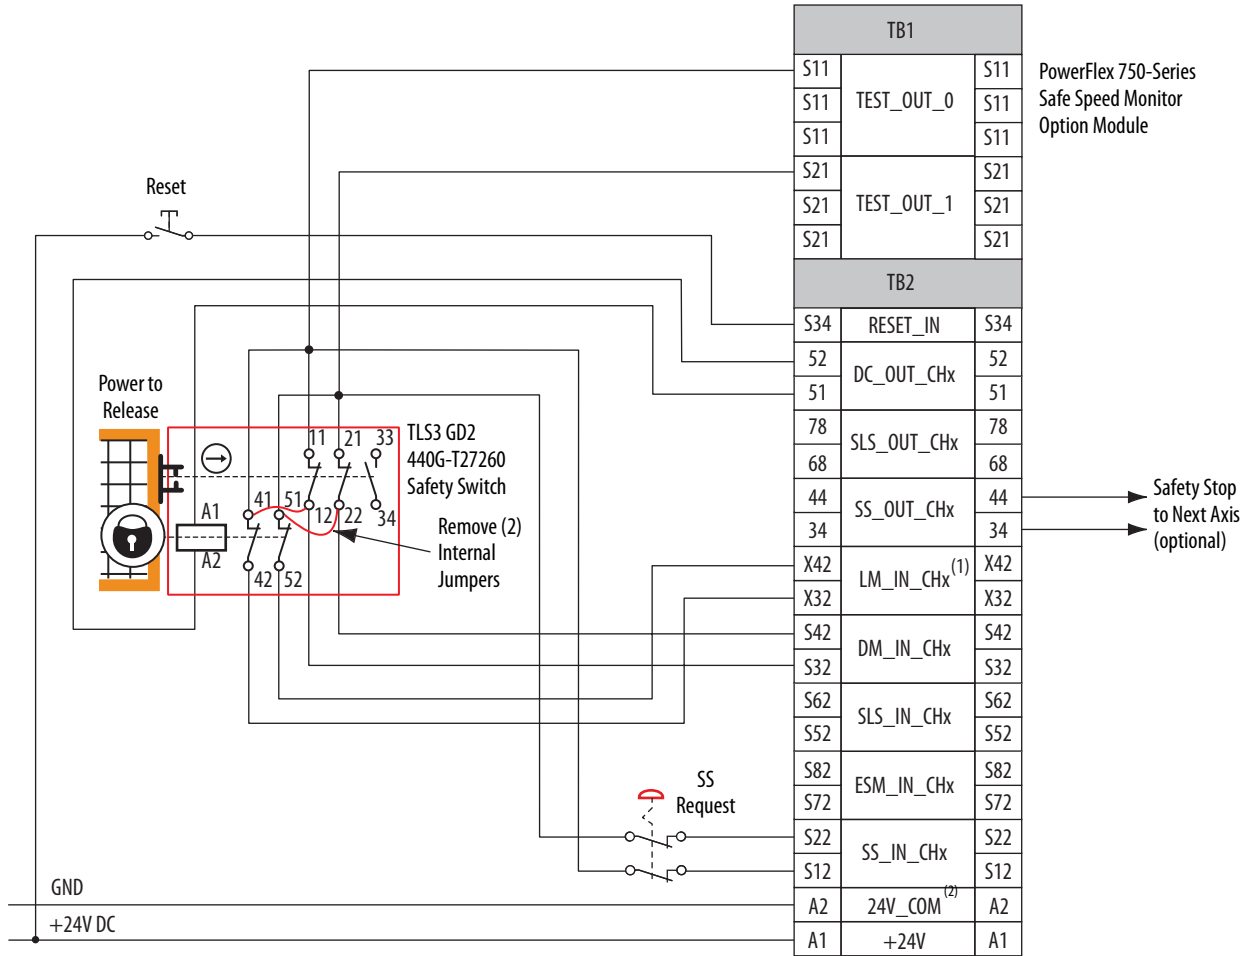 TB1
S11 S11
S11 TEST_OUT_0 S11
S11 S11
S21 S21
S21 TEST_OUT_1 S21
S21 S21
PowerFlex 750-Series
Safe Speed Monitor
Option Module
Reset
TB2
S34 RESET_IN S34
52 DC_OUT_CHx 52
51 51
78 SLS_OUT_CHx 78
68 68
44 SS_OUT_CHx 44
34 34
X42 LM_IN_CHx(1) X42
X32 X32
S42 DM_IN_CHx S42
S32 S32
S62 SLS_IN_CHx S62
S52 S52
S82 ESM_IN_CHx S82
S72 S72
S22 SS_IN_CHx S22
S12 S12
A2 24V_COM(2) A2
A1 +24V A1
Safety Stop
to Next Axis
(optional)
Power to
Release
11 21 33
TLS3 GD2
440G-T27260
Safety Switch
41 51
12 22 34
A1
A2
42 52
Remove (2)
Internal
Jumpers
SS
Request
GND
+24V DC